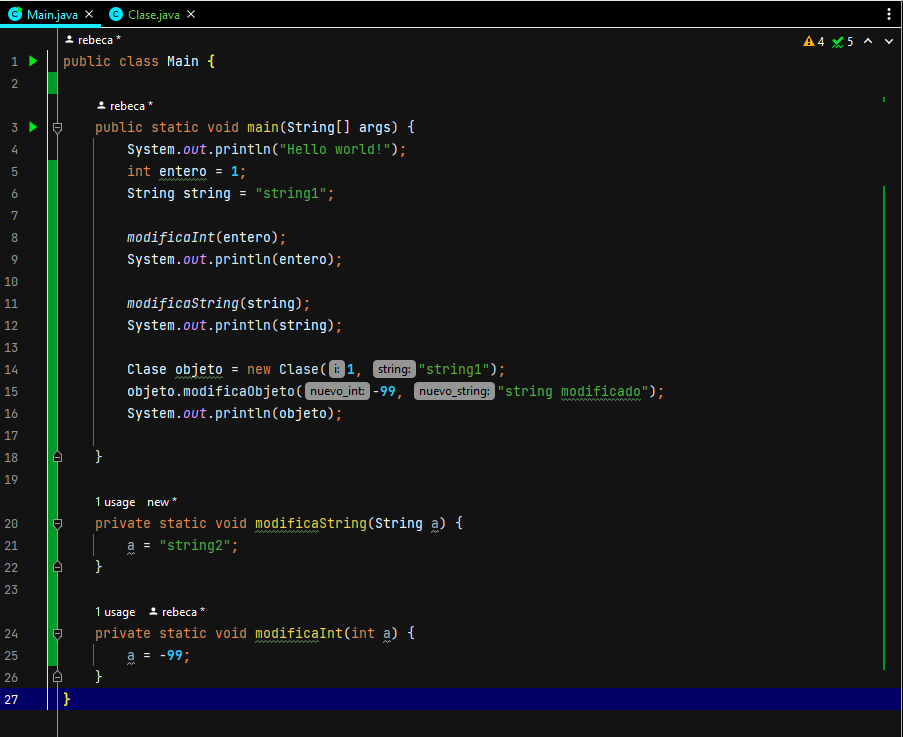 Main.java Clase.java
rebeca *
4 5
1 public class Main {
2
rebeca *
3 public static void main(String[] args) {
4 System.out.println("Hello world!");
5 int entero = 1;
6 String string = "string1";
7
8 modificaInt(entero);
9 System.out.println(entero);
10
11 modificaString(string);
12 System.out.println(string);
13
14 Clase objeto = new Clase( i: 1, string: "string1");
15 objeto.modificaObjeto( nuevo_int: -99, nuevo_string: "string modificado");
16 System.out.println(objeto);
17
18 }
19
1 usage new *
20 private static void modificaString(String a) {
21 a = "string2";
22 }
23
1 usage rebeca *
24 private static void modificaInt(int a) {
25 a = -99;
26 }
27 }